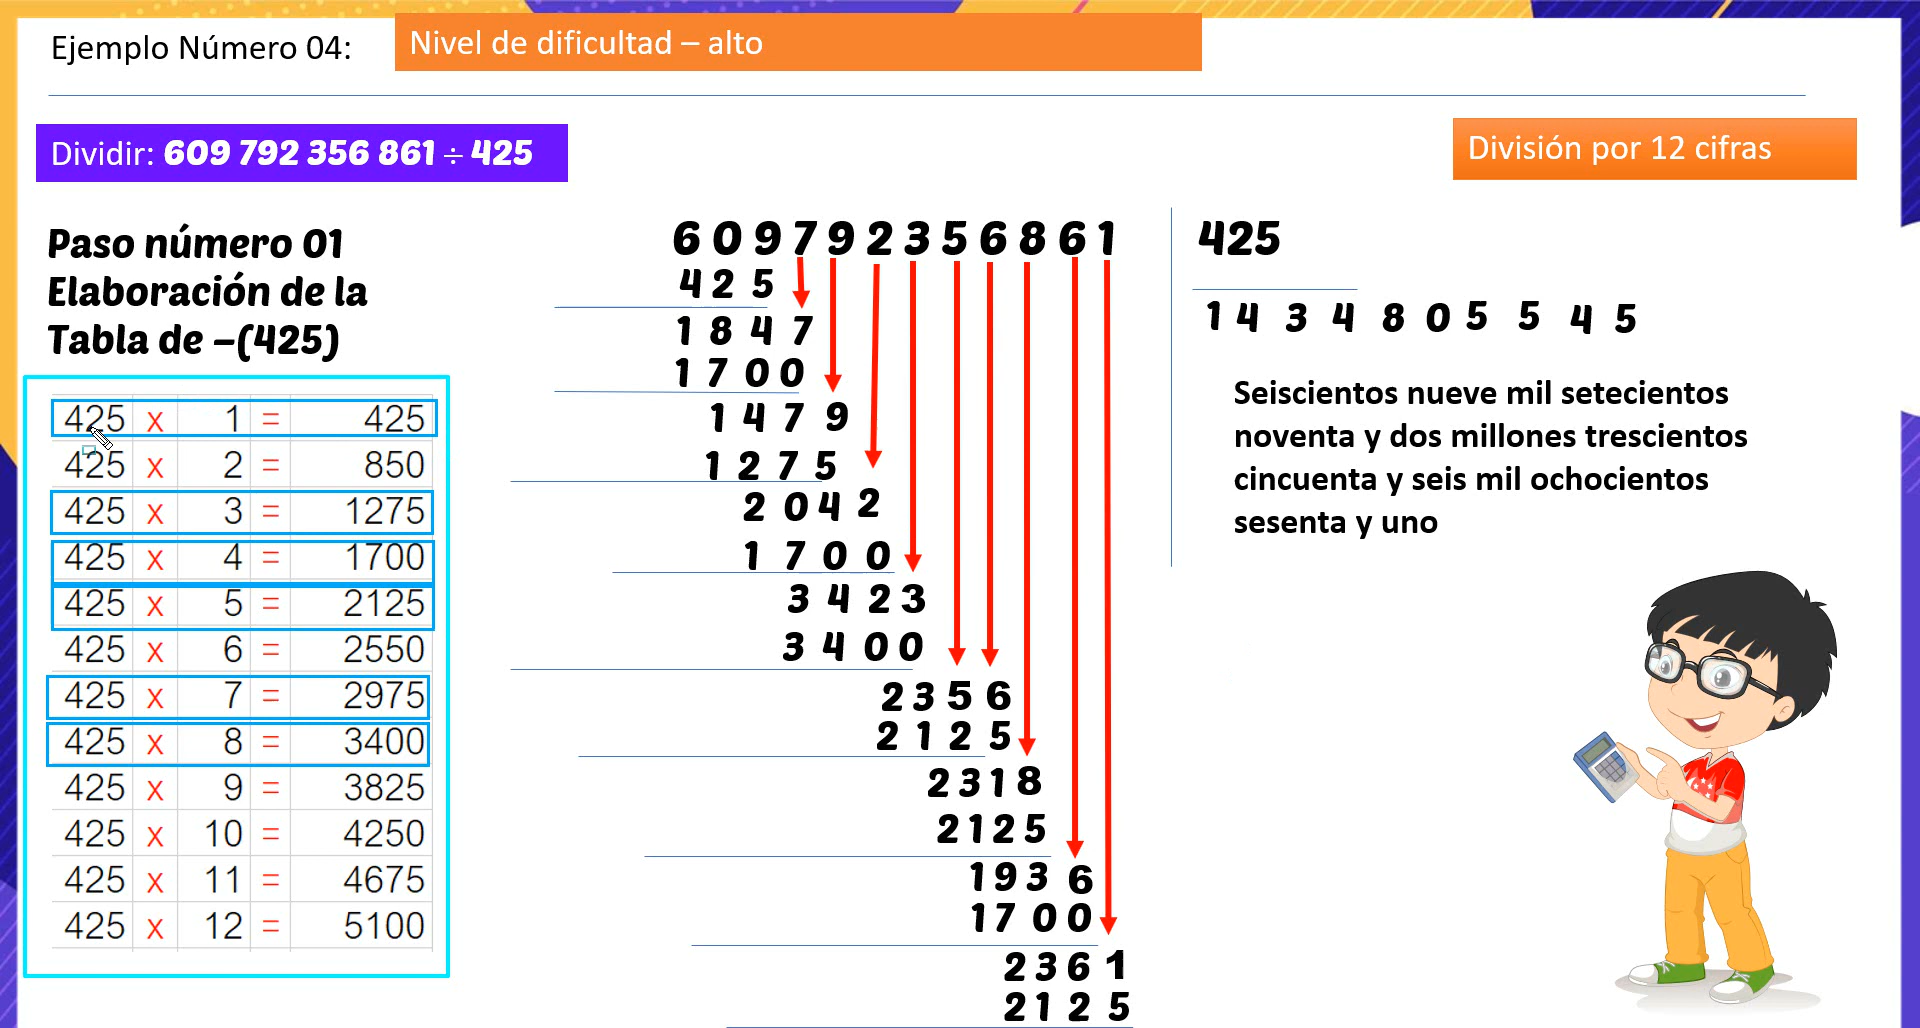 Ejemplo Número 04:
Nivel de dificultad – alto
Dividir: 609 792 356 861 ÷ 425
División por 12 cifras
Paso número 01
Elaboración de la
Tabla de –(425)
425 x 1 = 425
425 x 2 = 850
425 x 3 = 1275
425 x 4 = 1700
425 x 5 = 2125
425 x 6 = 2550
425 x 7 = 2975
425 x 8 = 3400
425 x 9 = 3825
425 x 10 = 4250
425 x 11 = 4675
425 x 12 = 5100
6 0 9 7 9 2 3 5 6 8 6 1
4 2 5
1 8 4 7
1 7 0 0
1 4 7 9
1 2 7 5
2 0 4 2
1 7 0 0
3 4 2 3
3 4 0 0
2 3 5 6
2 1 2 5
2 3 1 8
2 1 2 5
1 9 3 6
1 7 0 0
2 3 6 1
2 1 2 5
425
1 4 3 4 8 0 5 5 4 5
Seiscientos nueve mil setecientos
noventa y dos millones trescientos
cincuenta y seis mil ochocientos
sesenta y uno